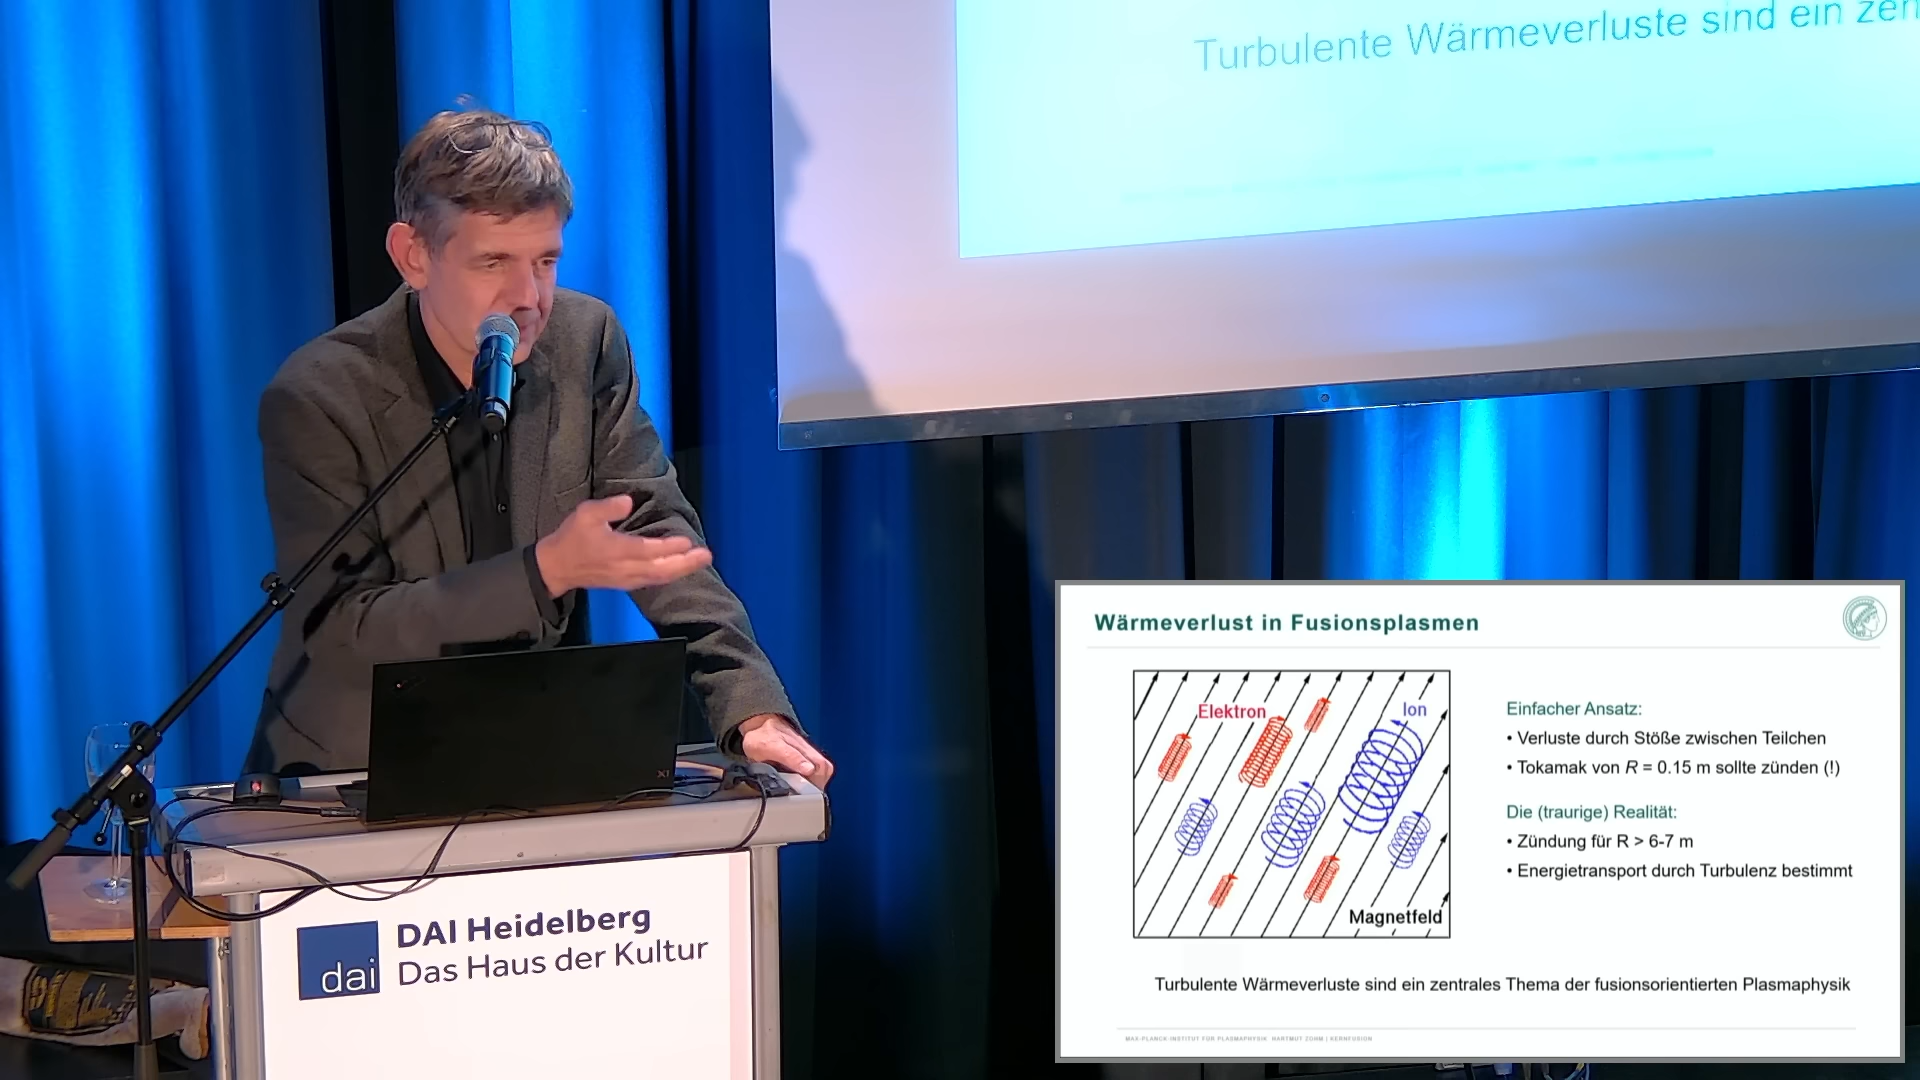 Turbulente Wärmeverluste sind ein zen
Wärmeverlust in Fusionsplasmen
Elektron
Ion
Magnetfeld
Einfacher Ansatz:
• Verluste durch Stöße zwischen Teilchen
• Tokamak von R = 0.15 m sollte zünden (!)
Die (traurige) Realität:
• Zündung für R > 6-7 m
• Energietransport durch Turbulenz bestimmt
Turbulente Wärmeverluste sind ein zentrales Thema der fusionsorientierten Plasmaphysik
MAX-PLANCK-INSTITUT FÜR PLASMAPHYSIK HARTMUT ZOHM | KERNFUSION
X1
dai
DAI Heidelberg
Das Haus der Kultur